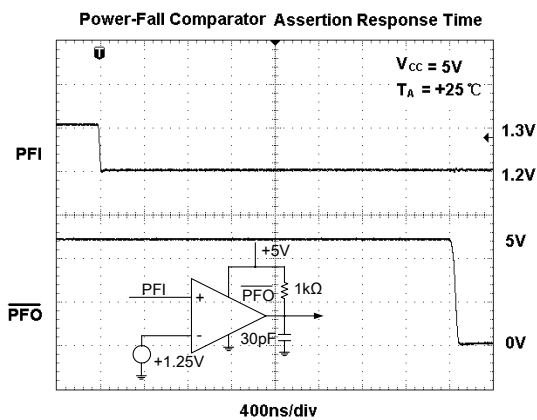 Power-Fall Comparator Assertion Response Time
T
VCC = 5V
TA = +25℃
1.3V
PFI
1.2V
5V
+5V
PFI
+
PFO
1kΩ
PFO
-
30pF
0V
+1.25V
400ns/div